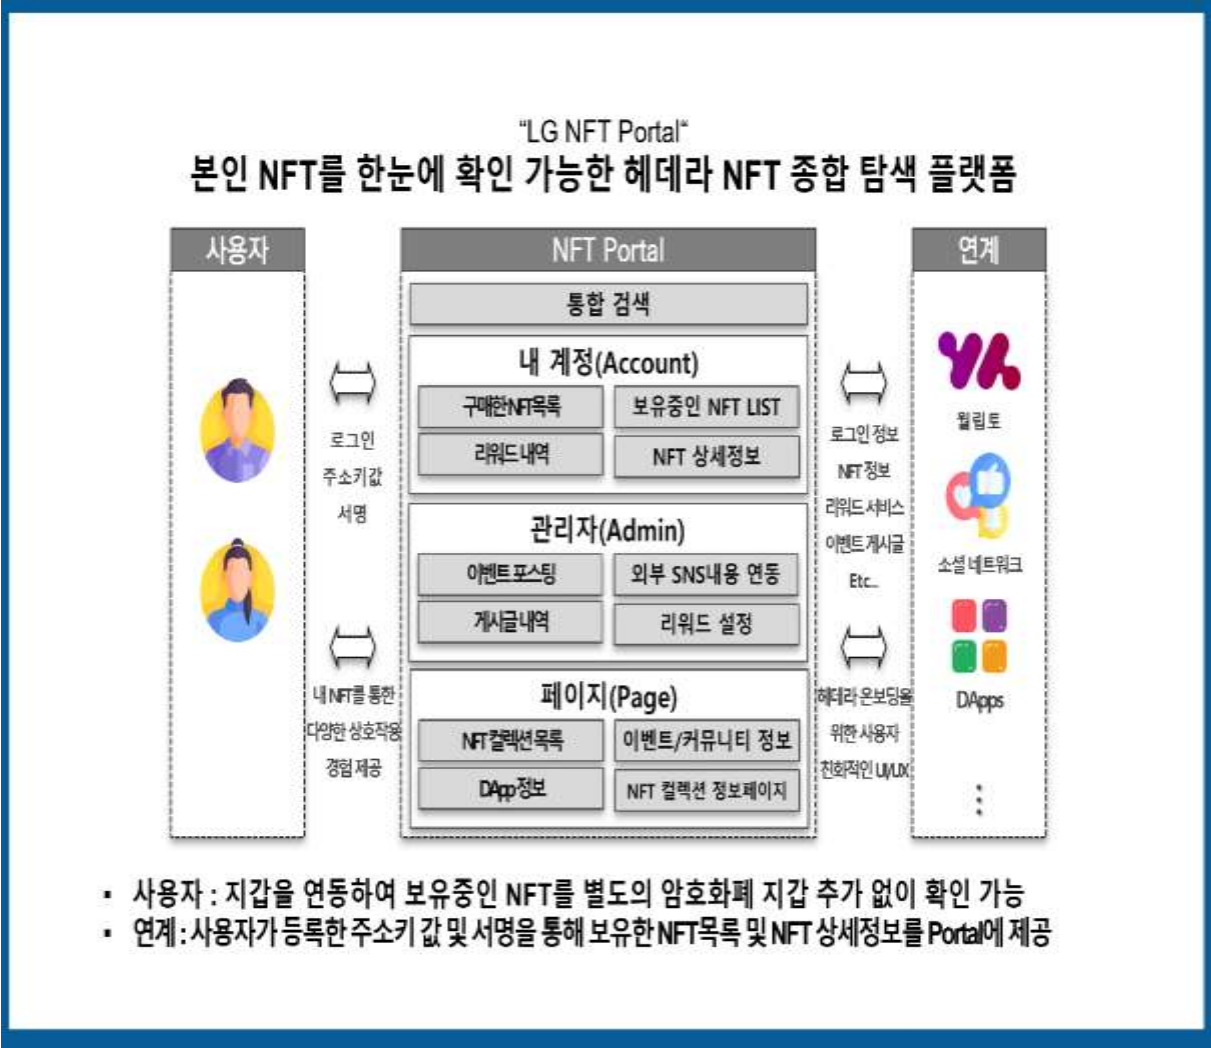 “LG NFT Portal“
본인 NFT를 한눈에 확인 가능한 헤데라 NFT 종합 탐색 플랫폼
사용자
NFT Portal
연계
통합 검색
내 계정(Account)
구매한NFT목록
보유중인 NFT LIST
리워드내역
NFT 상세정보
관리자(Admin)
이벤트포스팅
외부 SNS내용 연동
게시글내역
리워드 설정
페이지(Page)
NFT컬렉션목록
이벤트/커뮤니티 정보
DApp정보
NFT 컬렉션 정보페이지
로그인
주소키값
서명
내 NFT를 통한
다양한 상호작용
경험 제공
로그인 정보
NFT 정보
리워드 서비스
이벤트 게시글
Etc...
헤데라 온보딩을
위한 사용자
친화적인 UI/UX
월립토
소셜 네트워크
DApps
▪ 사용자 : 지갑을 연동하여 보유중인 NFT를 별도의 암호화폐 지갑 추가 없이 확인 가능
▪ 연계 : 사용자가 등록한 주소키 값 및 서명을 통해 보유한 NFT목록 및 NFT 상세정보를 Portal에 제공